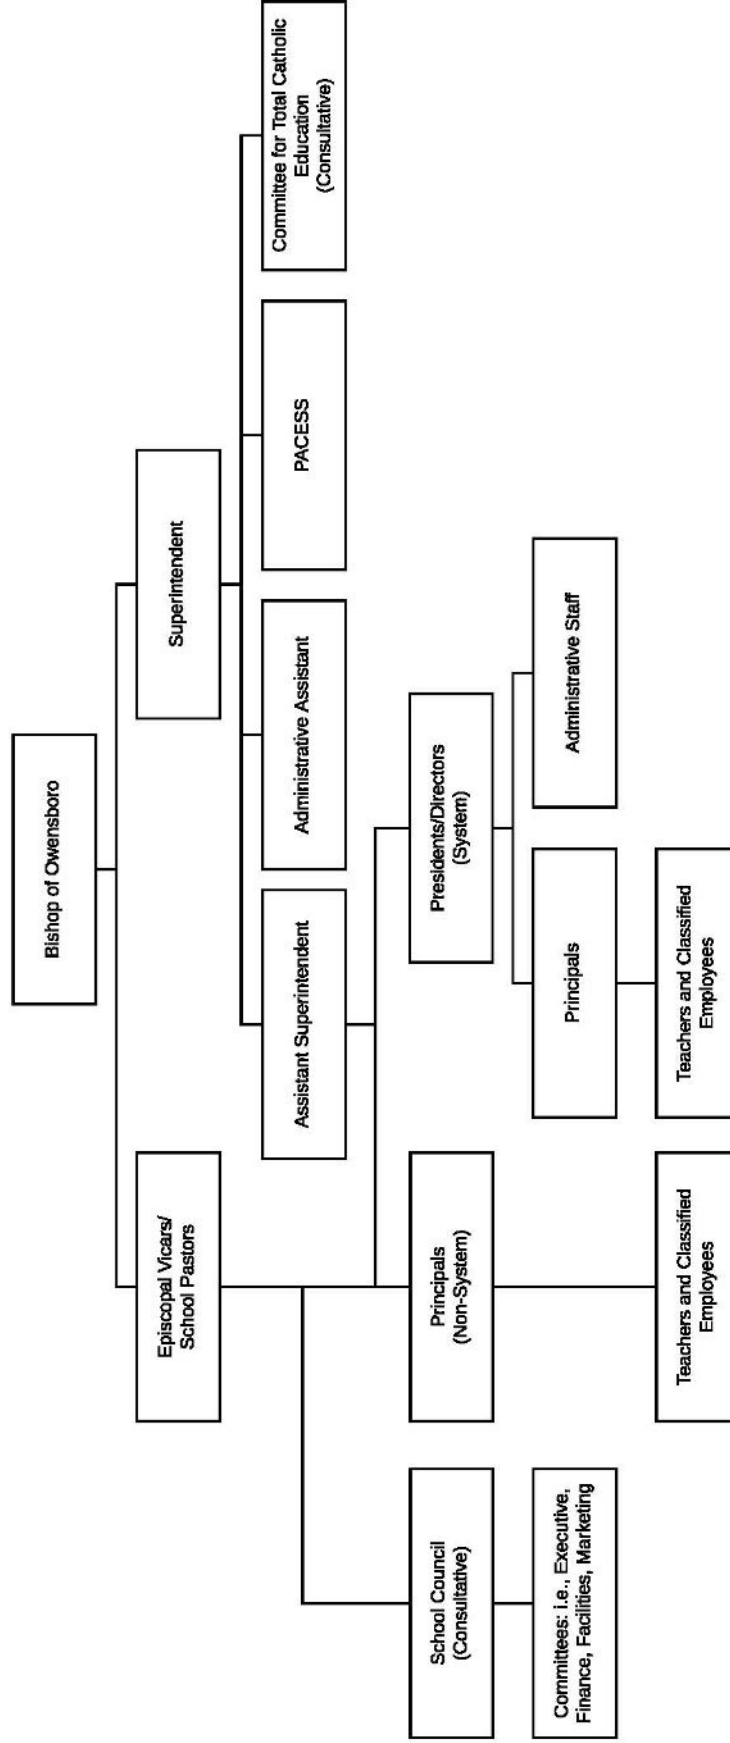 Bishop of Owensboro
Episcopal Vicars/
School Pastors
Superintendent
Assistant Superintendent
Administrative Assistant
PACESS
Committee for Total Catholic
Education
(Consultative)
School Council
(Consultative)
Principals
(Non-System)
Presidents/Directors
(System)
Committees: i.e., Executive,
Finance, Facilities, Marketing
Principals
Administrative Staff
Teachers and Classified
Employees
Teachers and Classified
Employees